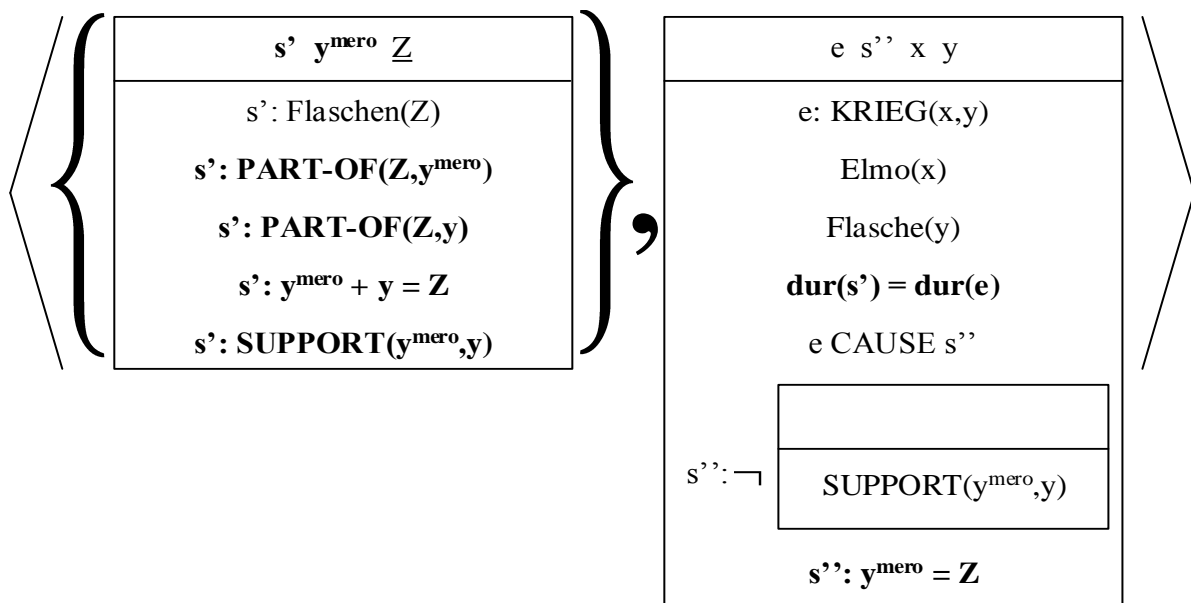 s’ y^mero Z
s’: Flaschen(Z)
s’: PART-OF(Z,y^mero)
s’: PART-OF(Z,y)
s’: y^mero + y = Z
s’: SUPPORT(y^mero,y)
,
e s’’ x y
e: KRIEG(x,y)
Elmo(x)
Flasche(y)
dur(s’) = dur(e)
e CAUSE s’’
s’’: ¬
SUPPORT(y^mero,y)
s’’: y^mero = Z